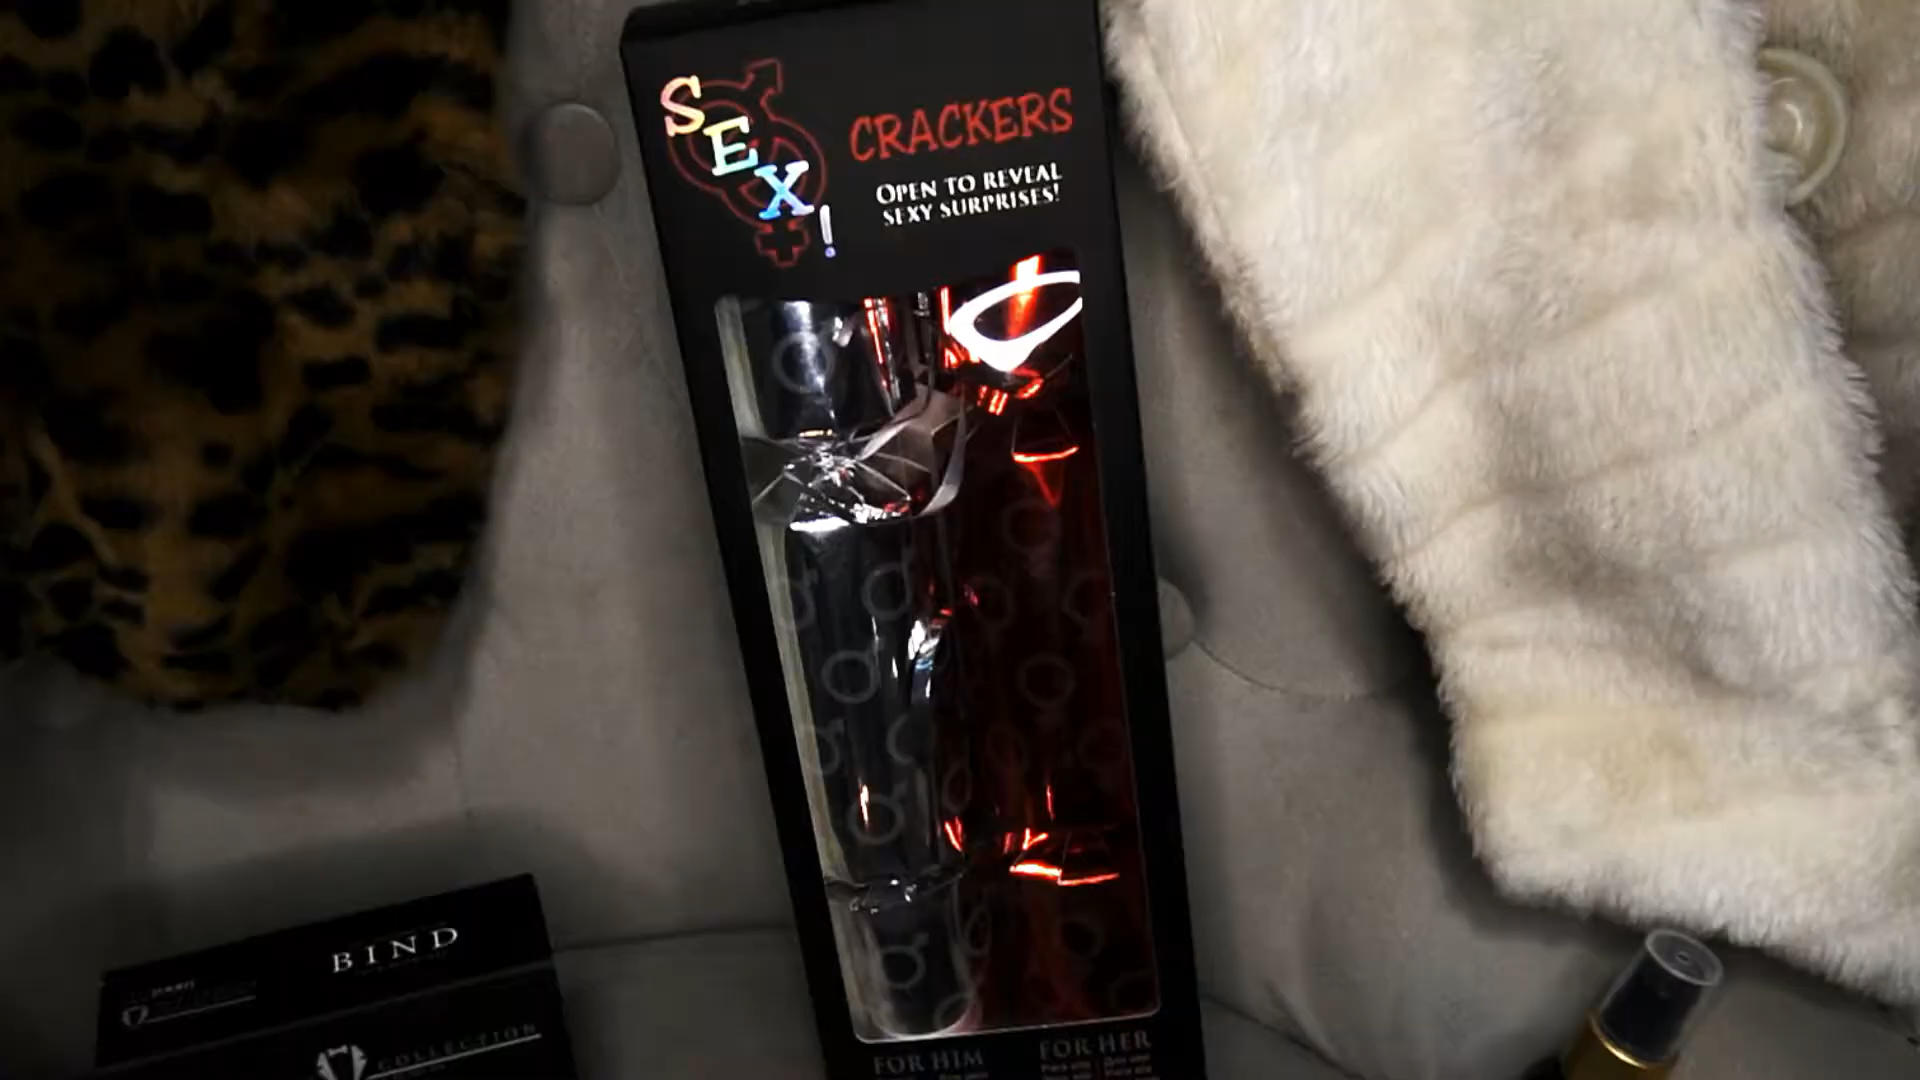 SEX!
CRACKERS
OPEN TO REVEAL
SEXY SURPRISES!
BIND
COLLECTION
FOR HIM
FOR HER